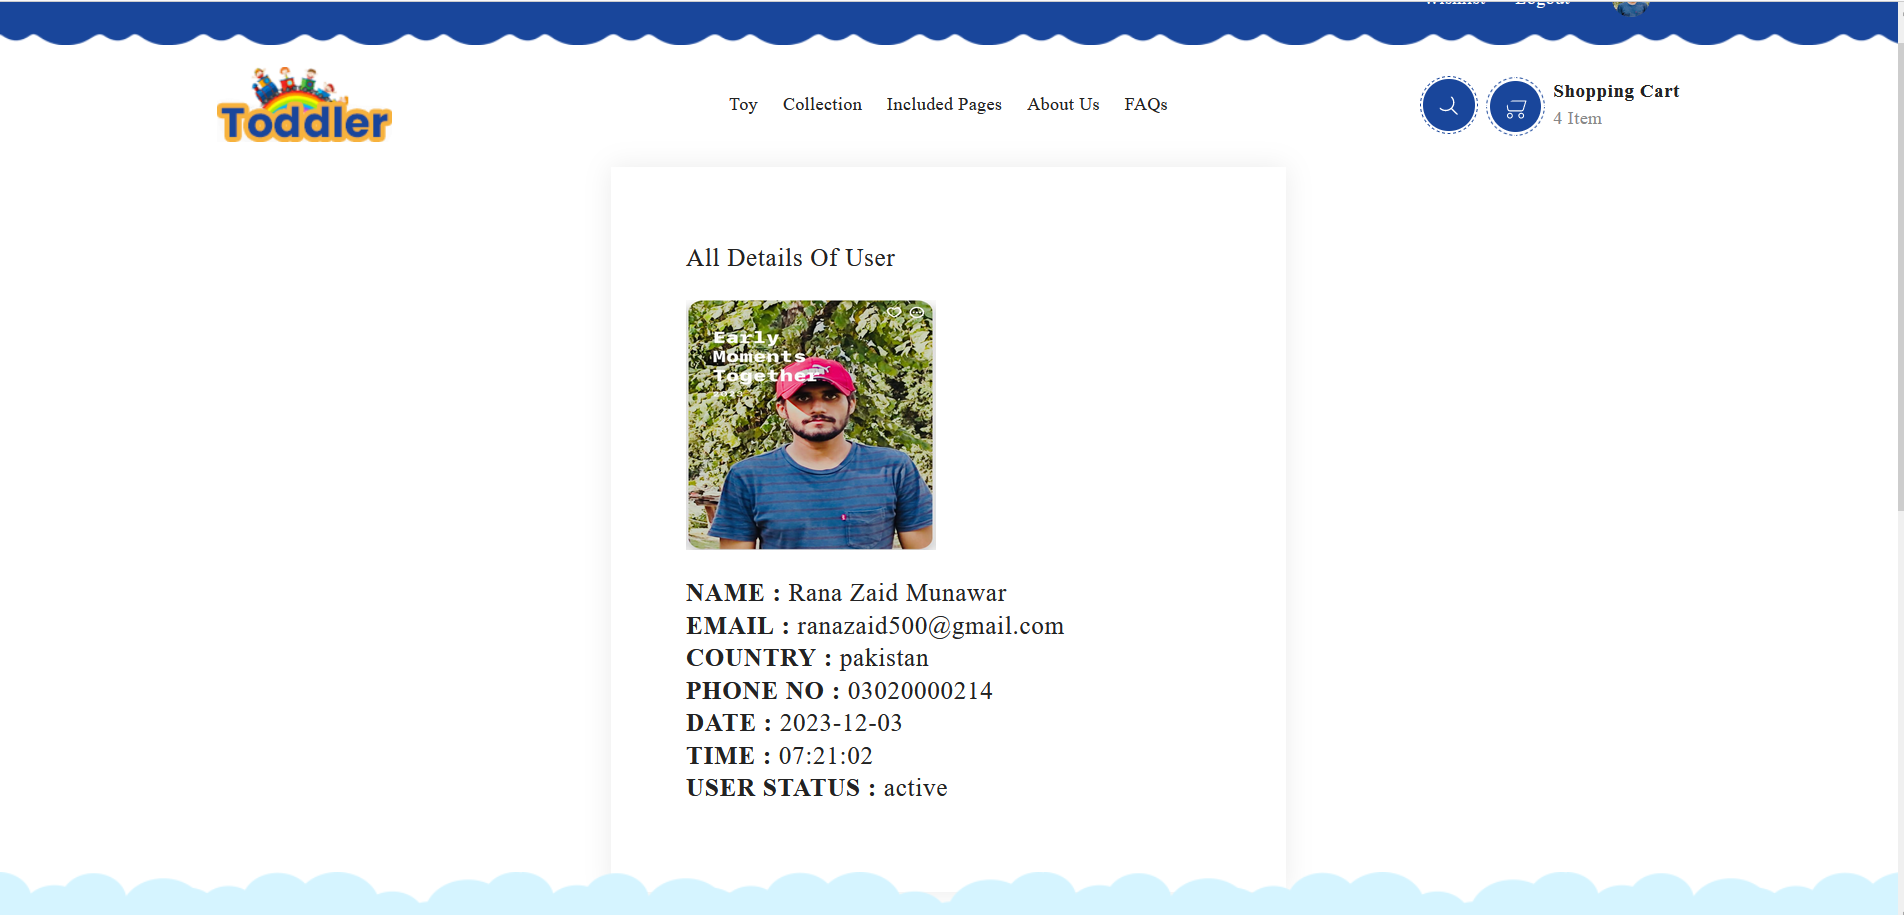 Wishlist Logout
Toddler
Toy Collection Included Pages About Us FAQs
Shopping Cart
4 Item
All Details Of User
Early
Moments
Together
NAME : Rana Zaid Munawar
EMAIL : ranazaid500@gmail.com
COUNTRY : pakistan
PHONE NO : 03020000214
DATE : 2023-12-03
TIME : 07:21:02
USER STATUS : active